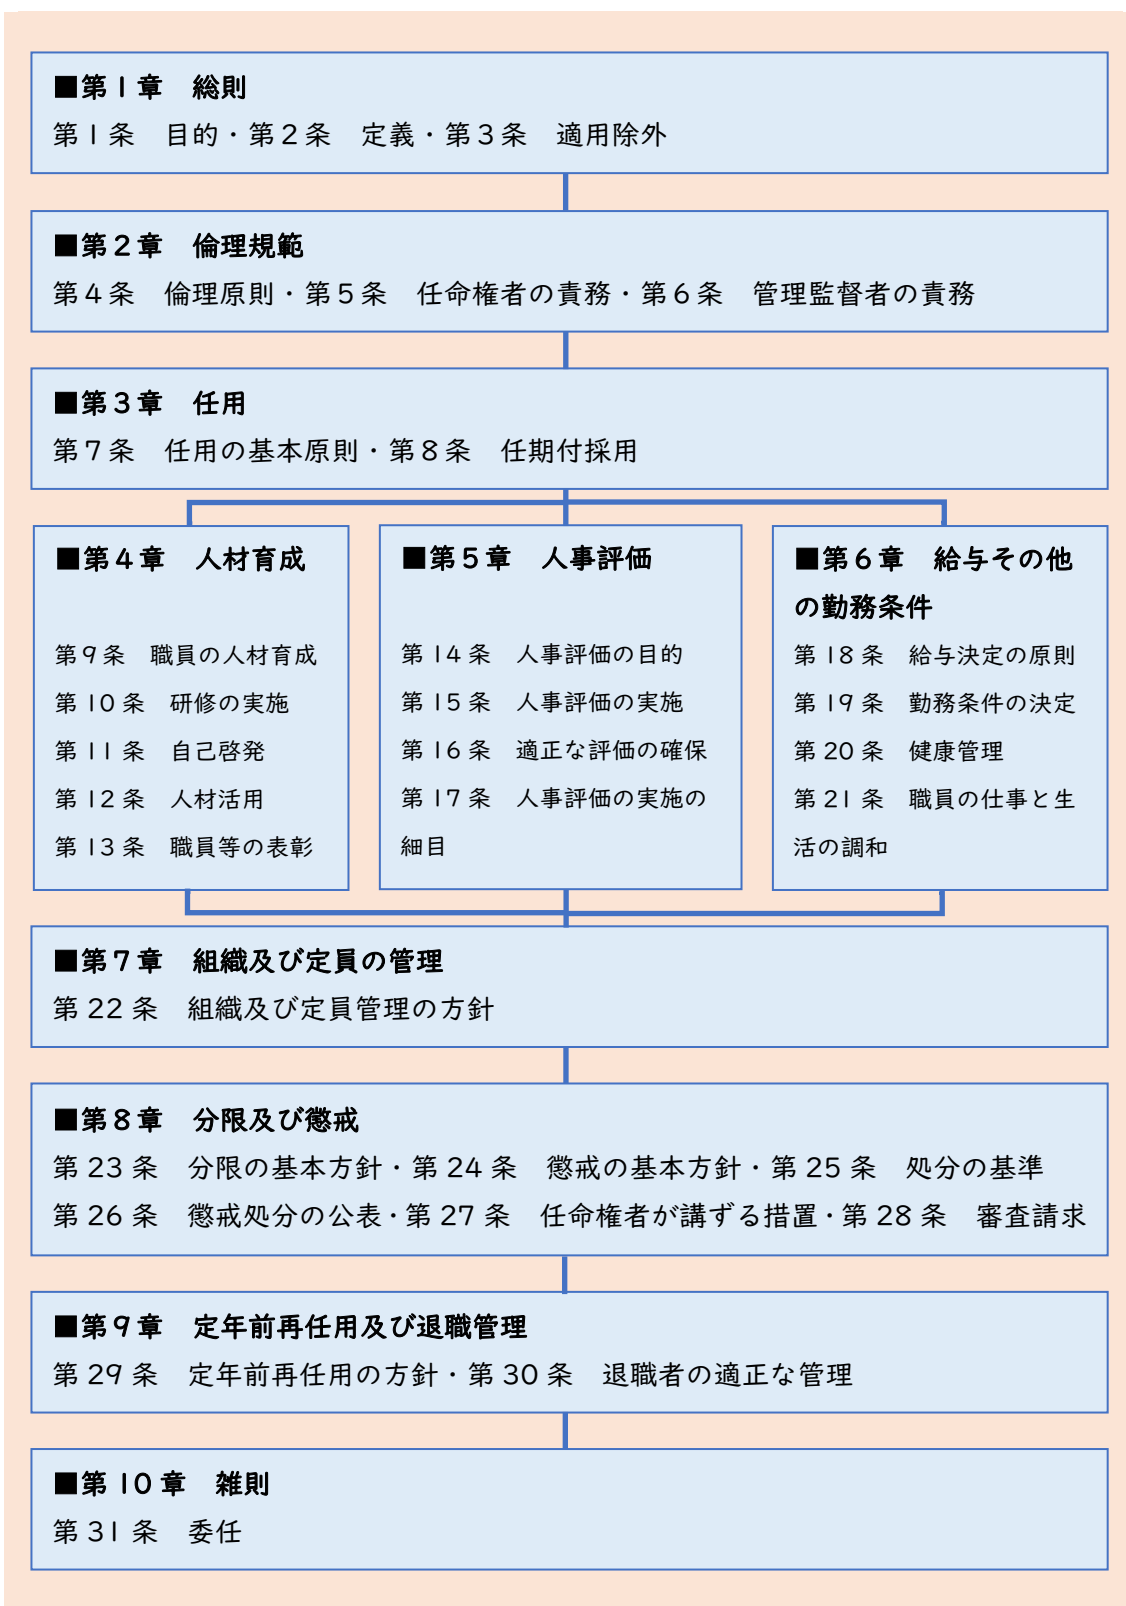 ■第１章　総則
第１条　目的・第２条　定義・第３条　適用除外
■第２章　倫理規範
第４条　倫理原則・第５条　任命権者の責務・第６条　管理監督者の責務
■第３章　任用
第７条　任用の基本原則・第８条　任期付採用
■第４章　人材育成
第９条　職員の人材育成
第 10 条　研修の実施
第 11 条　自己啓発
第 12 条　人材活用
第 13 条　職員等の表彰
■第５章　人事評価
第 14 条　人事評価の目的
第 15 条　人事評価の実施
第 16 条　適正な評価の確保
第 17 条　人事評価の実施の
細目
■第６章　給与その他
の勤務条件
第 18 条　給与決定の原則
第 19 条　勤務条件の決定
第 20 条　健康管理
第 21 条　職員の仕事と生
活の調和
■第７章　組織及び定員の管理
第 22 条　組織及び定員管理の方針
■第８章　分限及び懲戒
第 23 条　分限の基本方針・第 24 条　懲戒の基本方針・第 25 条　処分の基準
第 26 条　懲戒処分の公表・第 27 条　任命権者が講ずる措置・第 28 条　審査請求
■第９章　定年前再任用及び退職管理
第 29 条　定年前再任用の方針・第 30 条　退職者の適正な管理
■第 10 章　雑則
第 31 条　委任